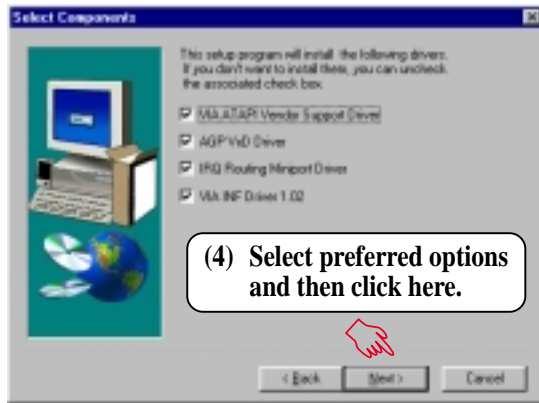 Select Components
This setup program will install the following drivers.
If you don't want to install them, you can uncheck
the associated check box.
VIA ATAPI Vendor Support Driver
AGP VxD Driver
IRQ Routing Miniport Driver
VIA INF Driver 1.02
(4) Select preferred options
and then click here.
< Back
Next >
Cancel